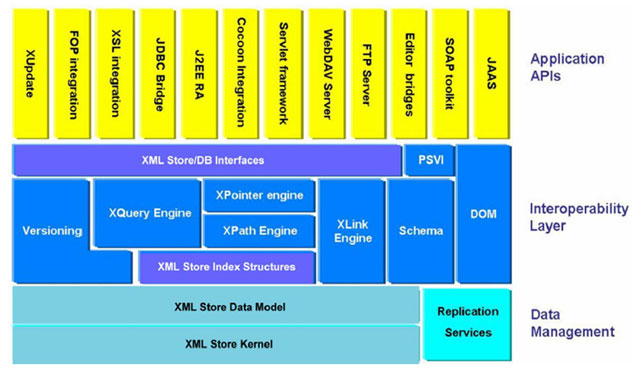 XUpdate
FOP integration
XSL integration
JDBC Bridge
J2EE RA
Cocoon Integration
Servlet framework
WebDAV Server
FTP Server
Editor bridges
SOAP toolkit
JAAS
Application
APIs
XML Store/DB Interfaces
PSVI
Versioning
XQuery Engine
XPointer engine
XPath Engine
XLink
Engine
Schema
DOM
Interoperability
Layer
XML Store Index Structures
XML Store Data Model
XML Store Kernel
Replication
Services
Data
Management